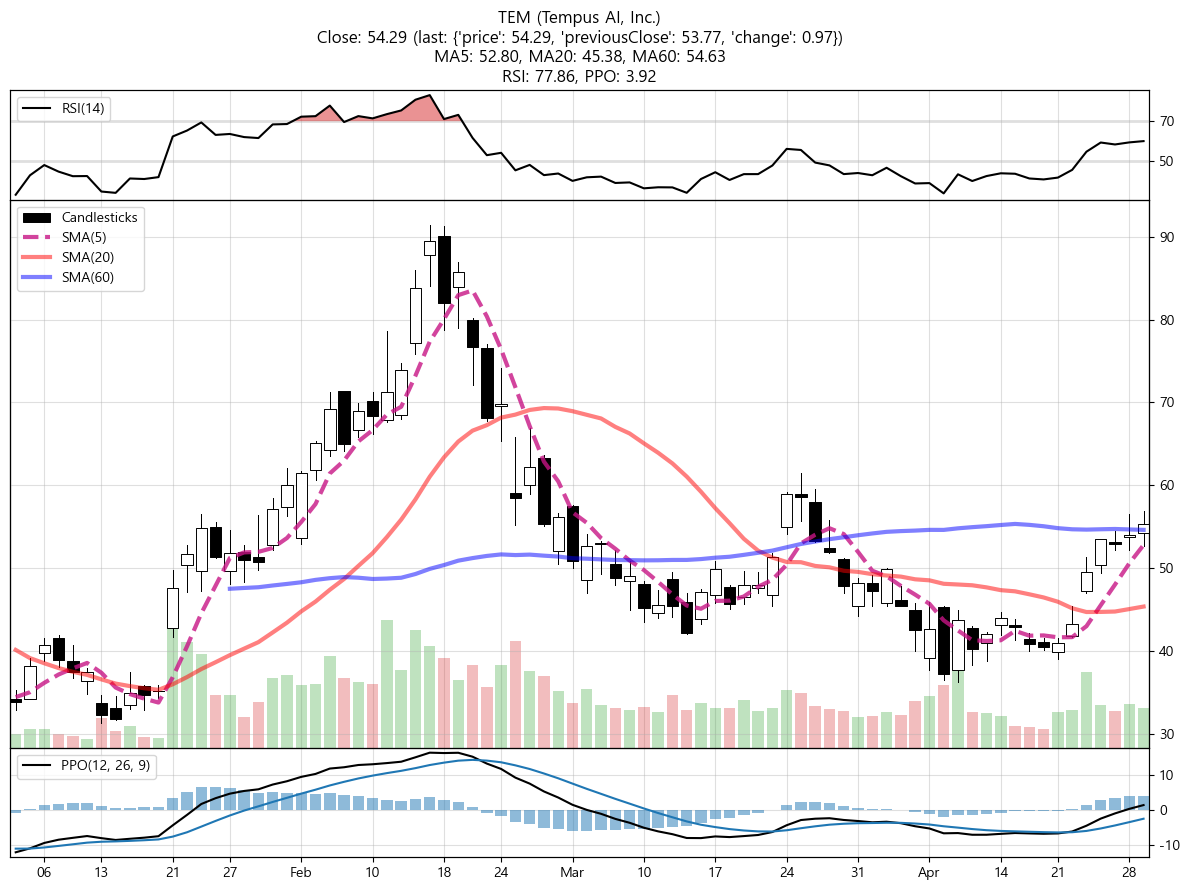 TEM (Tempus AI, Inc.)
Close: 54.29 (last: {'price': 54.29, 'previousClose': 53.77, 'change': 0.97})
MA5: 52.80, MA20: 45.38, MA60: 54.63
RSI: 77.86, PPO: 3.92
RSI(14)
70
50
Candlesticks
SMA(5)
SMA(20)
SMA(60)
90
80
70
60
50
40
30
PPO(12, 26, 9)
10
0
-10
06 13 21 27 Feb 10 18 24 Mar 10 17 24 31 Apr 14 21 28